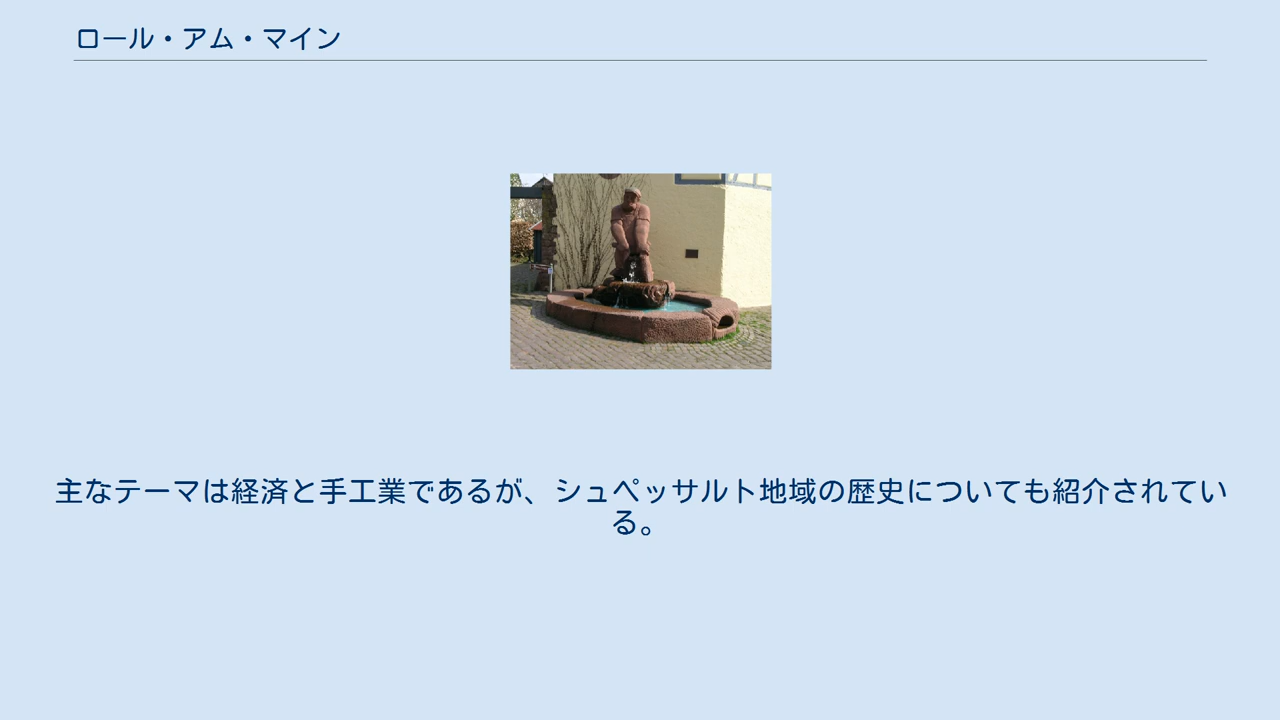 ロール・アム・マイン
主なテーマは経済と手工業であるが、シュペッサルト地域の歴史についても紹介されてい
る。